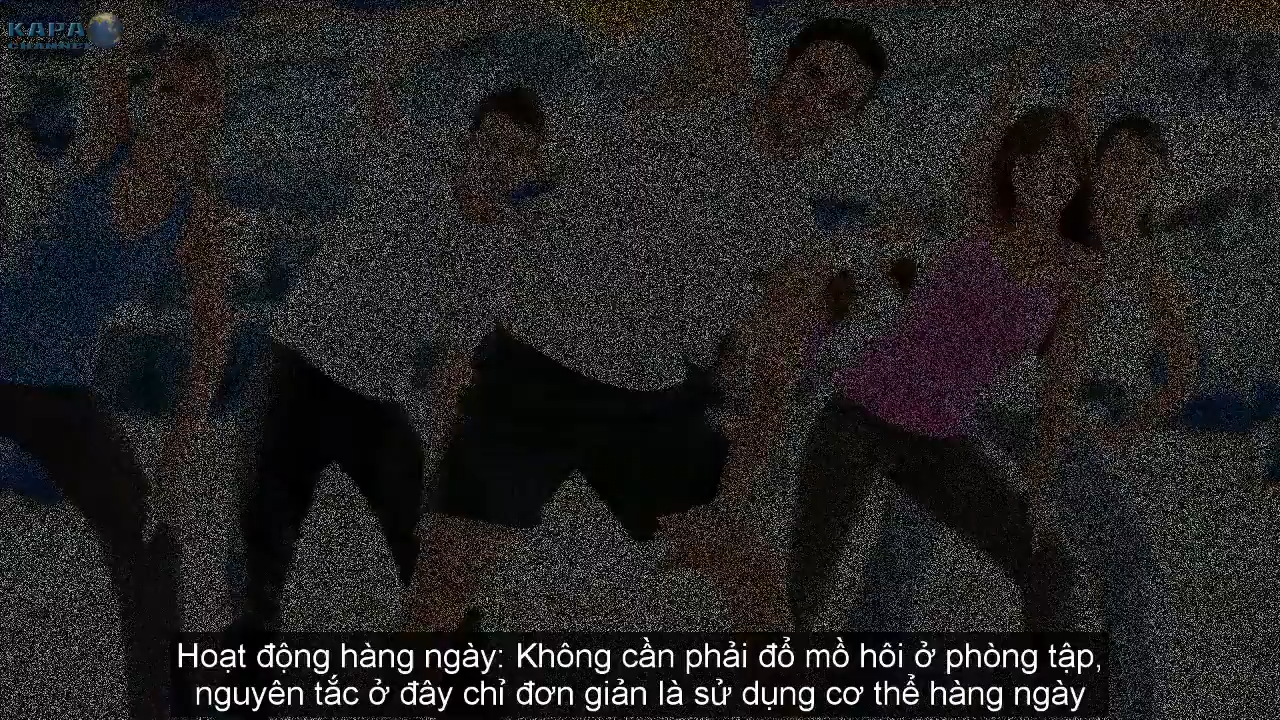 KAPA
CHANNEL
Hoạt động hàng ngày: Không cần phải đổ mồ hôi ở phòng tập,
nguyên tắc ở đây chỉ đơn giản là sử dụng cơ thể hàng ngày